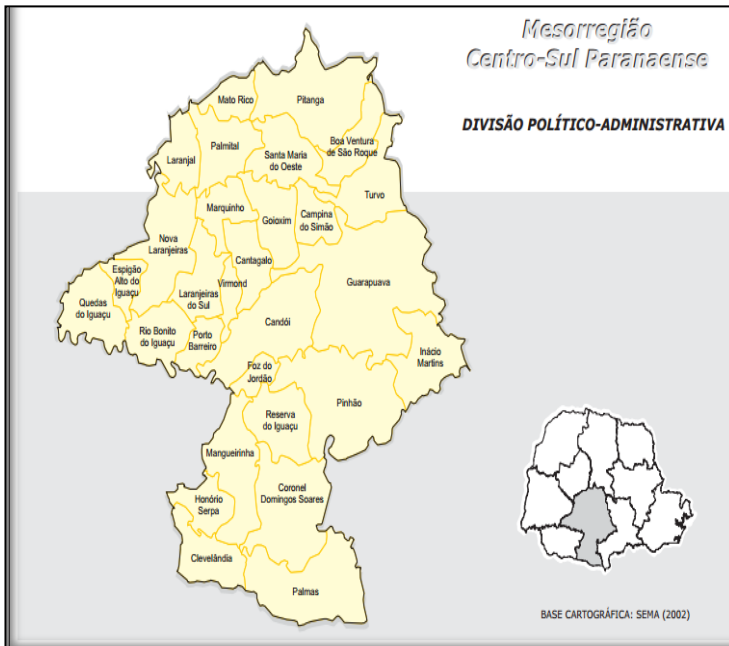 Mesorregião
Centro-Sul Paranaense
DIVISÃO POLÍTICO-ADMINISTRATIVA
Mato Rico
Pitanga
Laranjal
Palmital
Santa Maria
do Oeste
Boa Ventura
de São Roque
Turvo
Marquinho
Goioxim
Campina
do Simão
Nova
Laranjeiras
Cantagalo
Guarapuava
Espigão
Alto do
Iguaçu
Quedas
do Iguaçu
Laranjeiras
do Sul
Virmond
Candói
Rio Bonito
do Iguaçu
Porto
Barreiro
Inácio
Martins
Foz do
Jordão
Pinhão
Reserva
do Iguaçu
Mangueirinha
Coronel
Domingos Soares
Honório
Serpa
Clevelândia
Palmas
BASE CARTOGRÁFICA: SEMA (2002)